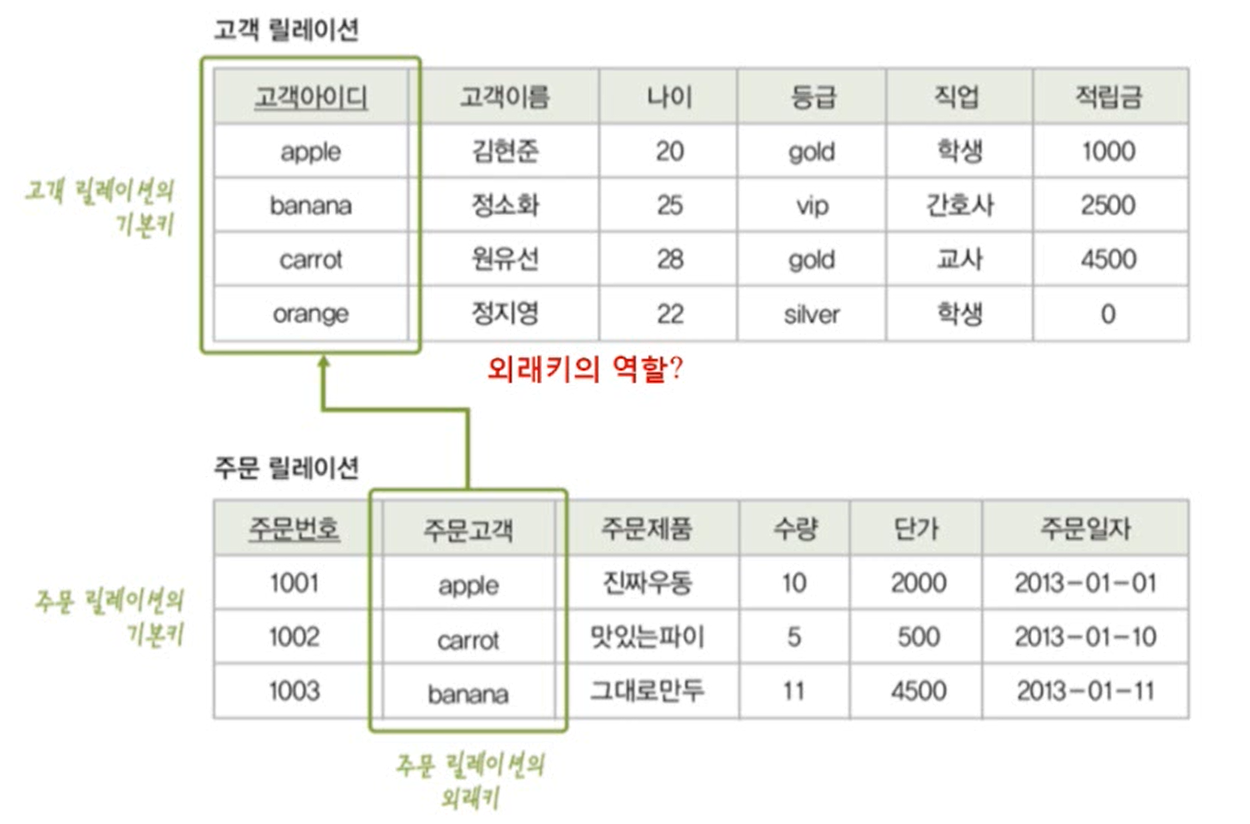 고객 릴레이션
고객아이디 고객이름 나이 등급 직업 적립금
apple 김현준 20 gold 학생 1000
고객 릴레이션의
기본키
banana 정소화 25 vip 간호사 2500
carrot 원유선 28 gold 교사 4500
orange 정지영 22 silver 학생 0
외래키의 역할?
주문 릴레이션
주문번호 주문고객 주문제품 수량 단가 주문일자
1001 apple 진짜우동 10 2000 2013-01-01
주문 릴레이션의
기본키
1002 carrot 맛있는파이 5 500 2013-01-10
1003 banana 그대로만두 11 4500 2013-01-11
주문 릴레이션의
외래키